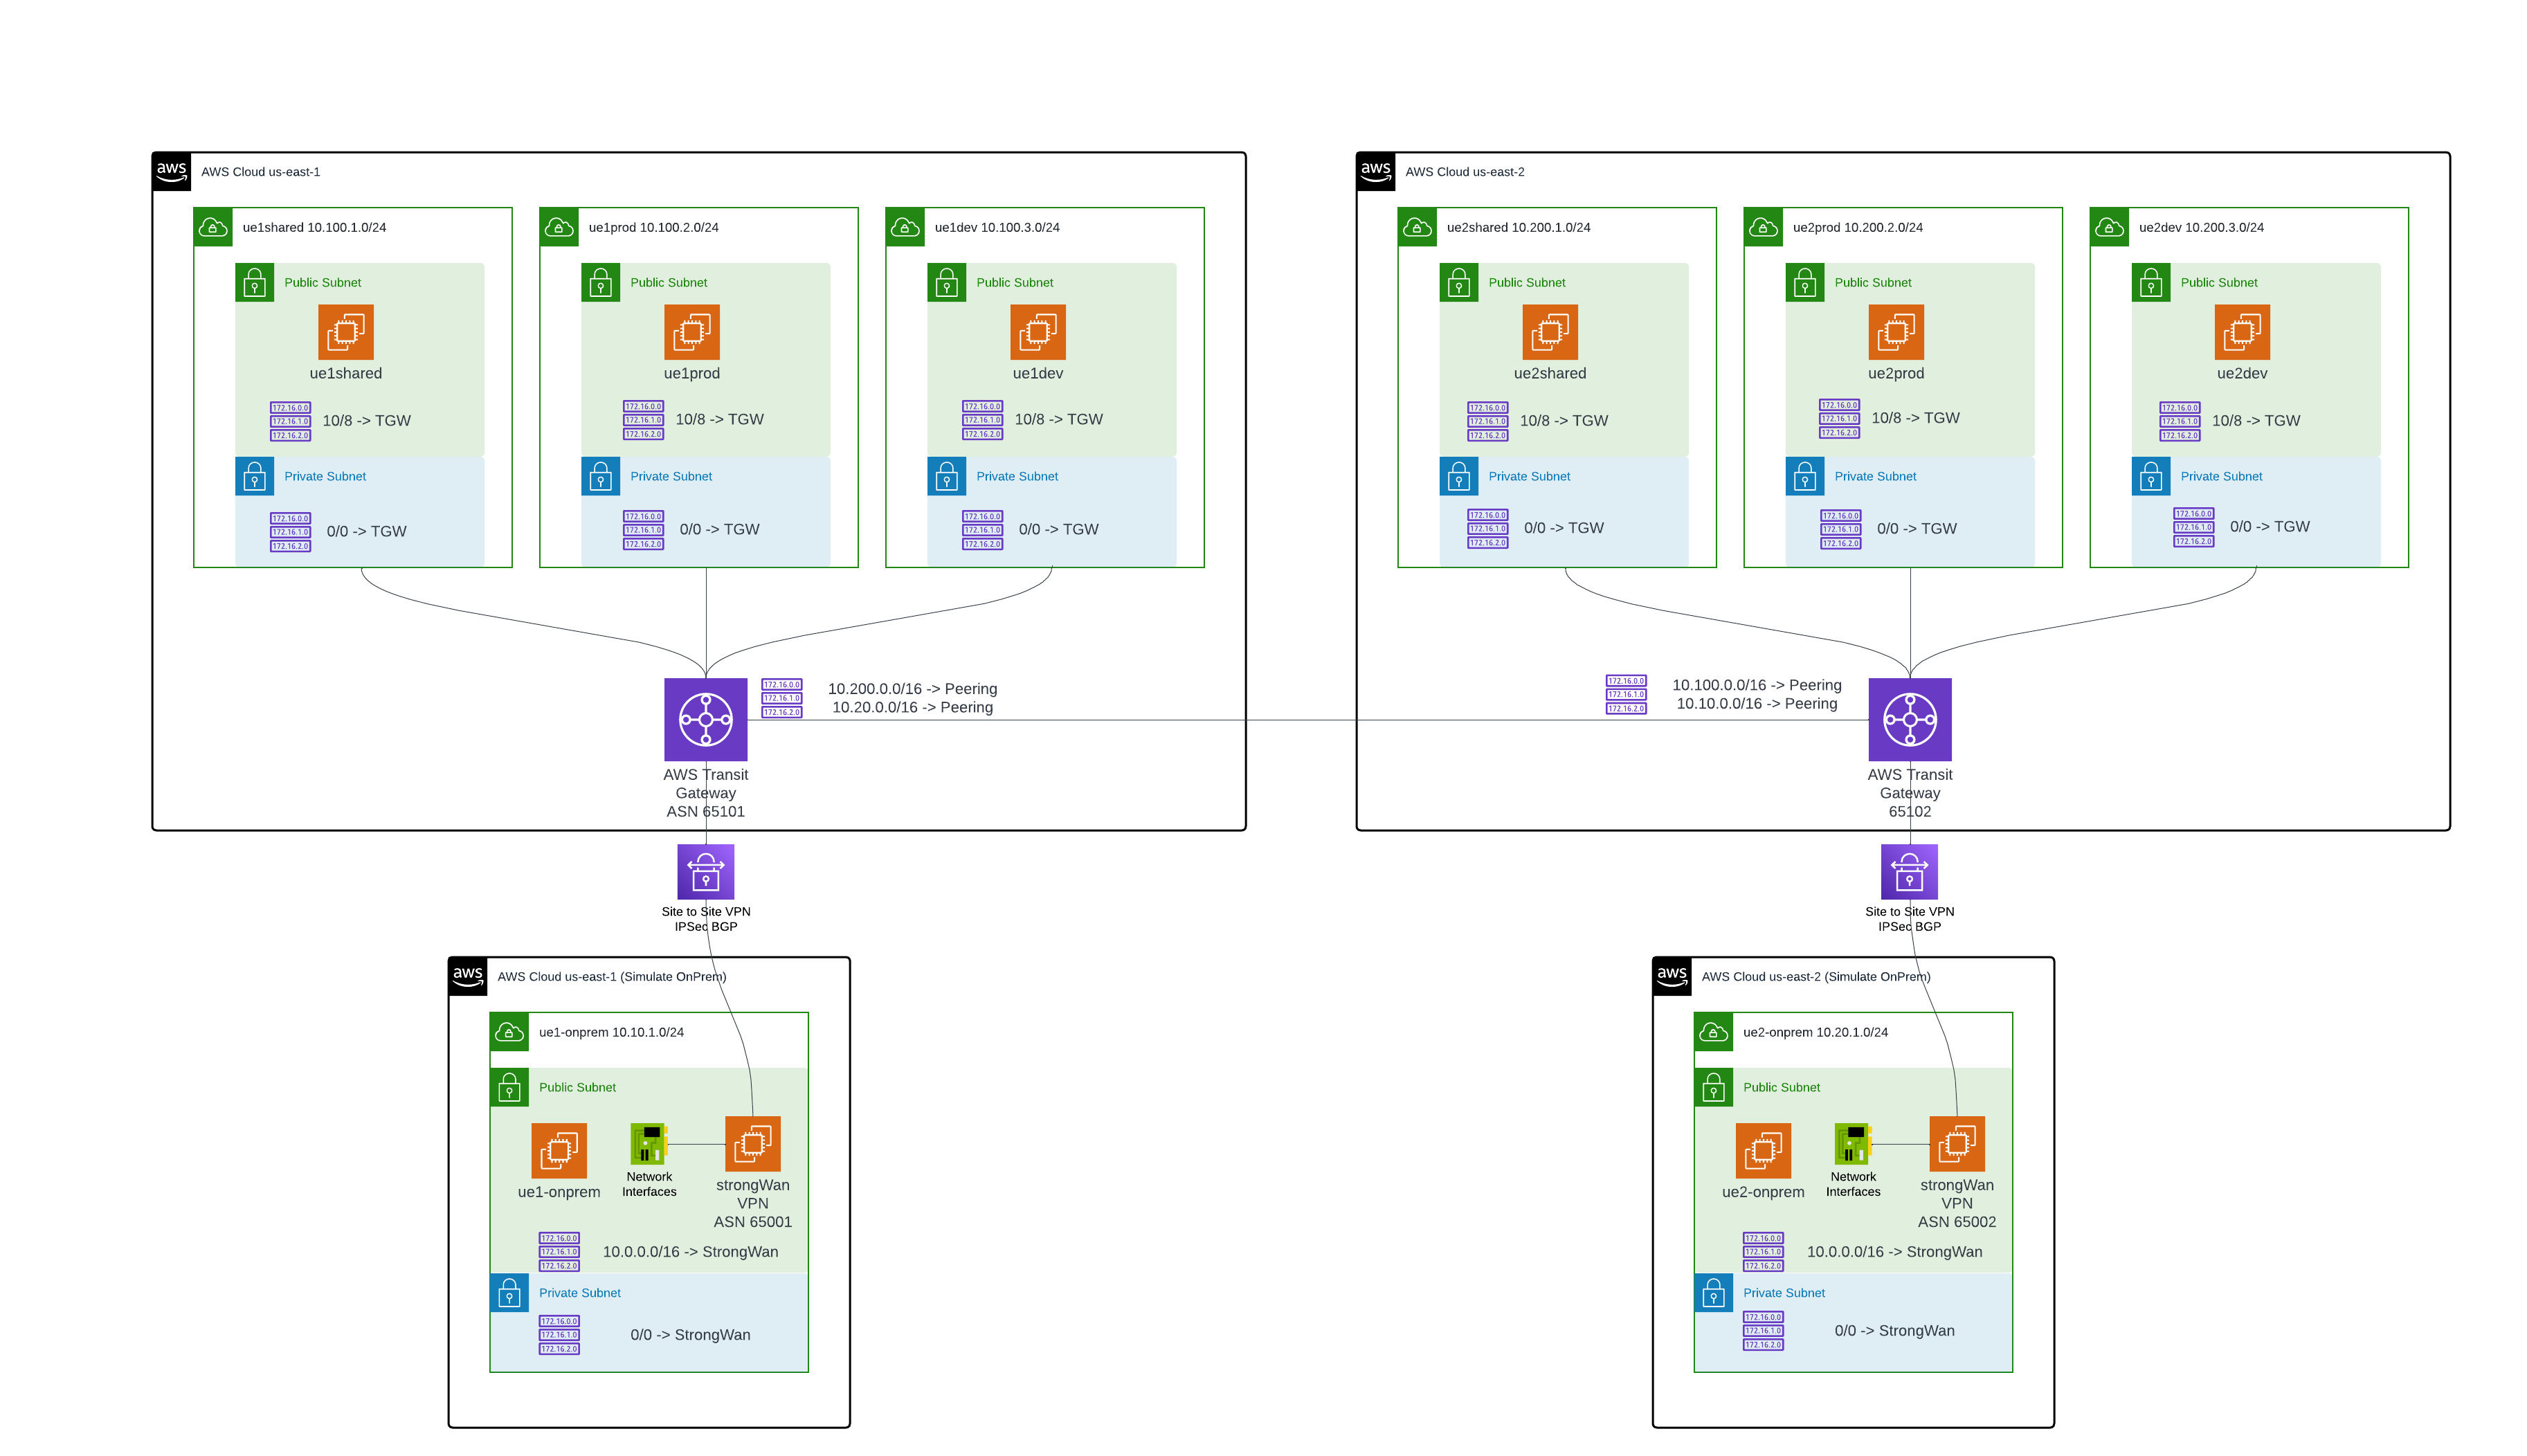 aws
AWS Cloud us-east-1
ue1shared 10.100.1.0/24
Public Subnet
ue1shared
172.16.0.0
172.16.1.0
172.16.2.0
10/8 -> TGW
Private Subnet
172.16.0.0
172.16.1.0
172.16.2.0
0/0 -> TGW
ue1prod 10.100.2.0/24
Public Subnet
ue1prod
172.16.0.0
172.16.1.0
172.16.2.0
10/8 -> TGW
Private Subnet
172.16.0.0
172.16.1.0
172.16.2.0
0/0 -> TGW
ue1dev 10.100.3.0/24
Public Subnet
ue1dev
172.16.0.0
172.16.1.0
172.16.2.0
10/8 -> TGW
Private Subnet
172.16.0.0
172.16.1.0
172.16.2.0
0/0 -> TGW
172.16.0.0
172.16.1.0
172.16.2.0
10.200.0.0/16 -> Peering
10.20.0.0/16 -> Peering
AWS Transit
Gateway
ASN 65101
aws
AWS Cloud us-east-2
ue2shared 10.200.1.0/24
Public Subnet
ue2shared
172.16.0.0
172.16.1.0
172.16.2.0
10/8 -> TGW
Private Subnet
172.16.0.0
172.16.1.0
172.16.2.0
0/0 -> TGW
ue2prod 10.200.2.0/24
Public Subnet
ue2prod
172.16.0.0
172.16.1.0
172.16.2.0
10/8 -> TGW
Private Subnet
172.16.0.0
172.16.1.0
172.16.2.0
0/0 -> TGW
ue2dev 10.200.3.0/24
Public Subnet
ue2dev
172.16.0.0
172.16.1.0
172.16.2.0
10/8 -> TGW
Private Subnet
172.16.0.0
172.16.1.0
172.16.2.0
0/0 -> TGW
172.16.0.0
172.16.1.0
172.16.2.0
10.100.0.0/16 -> Peering
10.10.0.0/16 -> Peering
AWS Transit
Gateway
65102
Site to Site VPN
IPSec BGP
aws
AWS Cloud us-east-1 (Simulate OnPrem)
ue1-onprem 10.10.1.0/24
Public Subnet
ue1-onprem
Network
Interfaces
strongWan
VPN
ASN 65001
172.16.0.0
172.16.1.0
172.16.2.0
10.0.0.0/16 -> StrongWan
Private Subnet
172.16.0.0
172.16.1.0
172.16.2.0
0/0 -> StrongWan
Site to Site VPN
IPSec BGP
aws
AWS Cloud us-east-2 (Simulate OnPrem)
ue2-onprem 10.20.1.0/24
Public Subnet
ue2-onprem
Network
Interfaces
strongWan
VPN
ASN 65002
172.16.0.0
172.16.1.0
172.16.2.0
10.0.0.0/16 -> StrongWan
Private Subnet
172.16.0.0
172.16.1.0
172.16.2.0
0/0 -> StrongWan